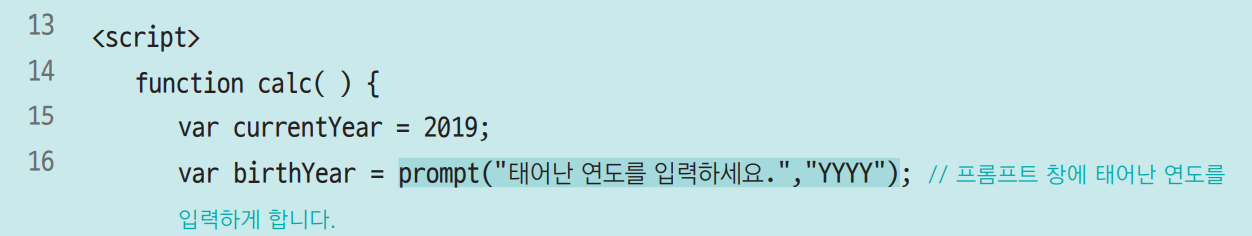 13 <script>
14 function calc( ) {
15 var currentYear = 2019;
16 var birthYear = prompt("태어난 연도를 입력하세요.","YYYY"); // 프롬프트 창에 태어난 연도를
입력하게 합니다.